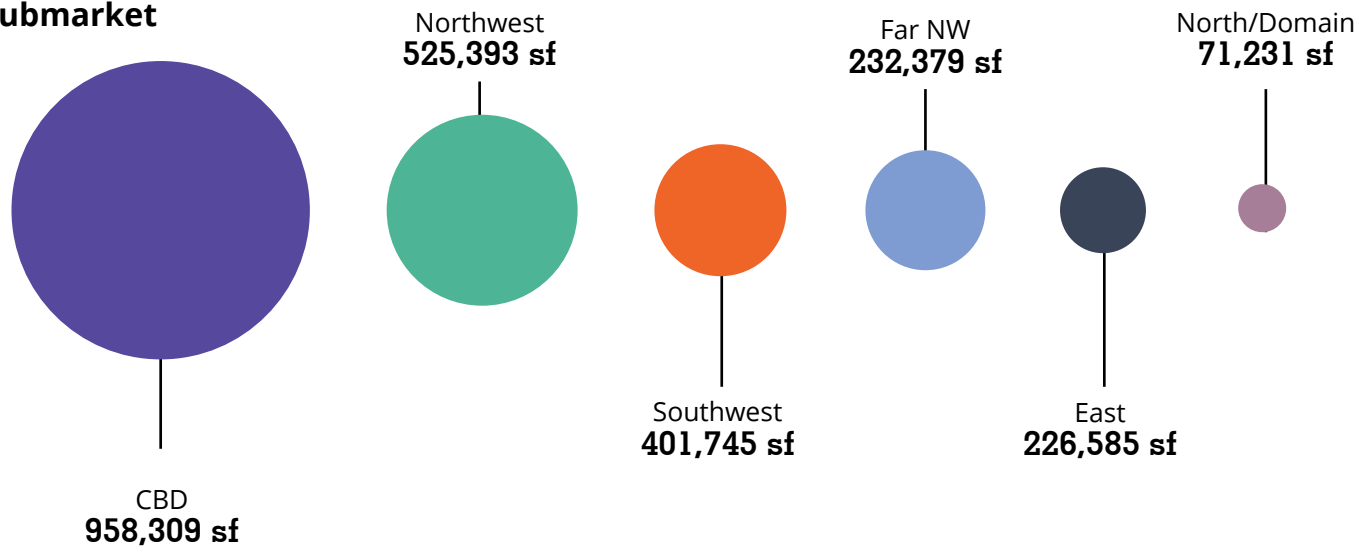 ubmarket
Northwest
525,393 sf
Far NW
232,379 sf
North/Domain
71,231 sf
Southwest
401,745 sf
East
226,585 sf
CBD
958,309 sf